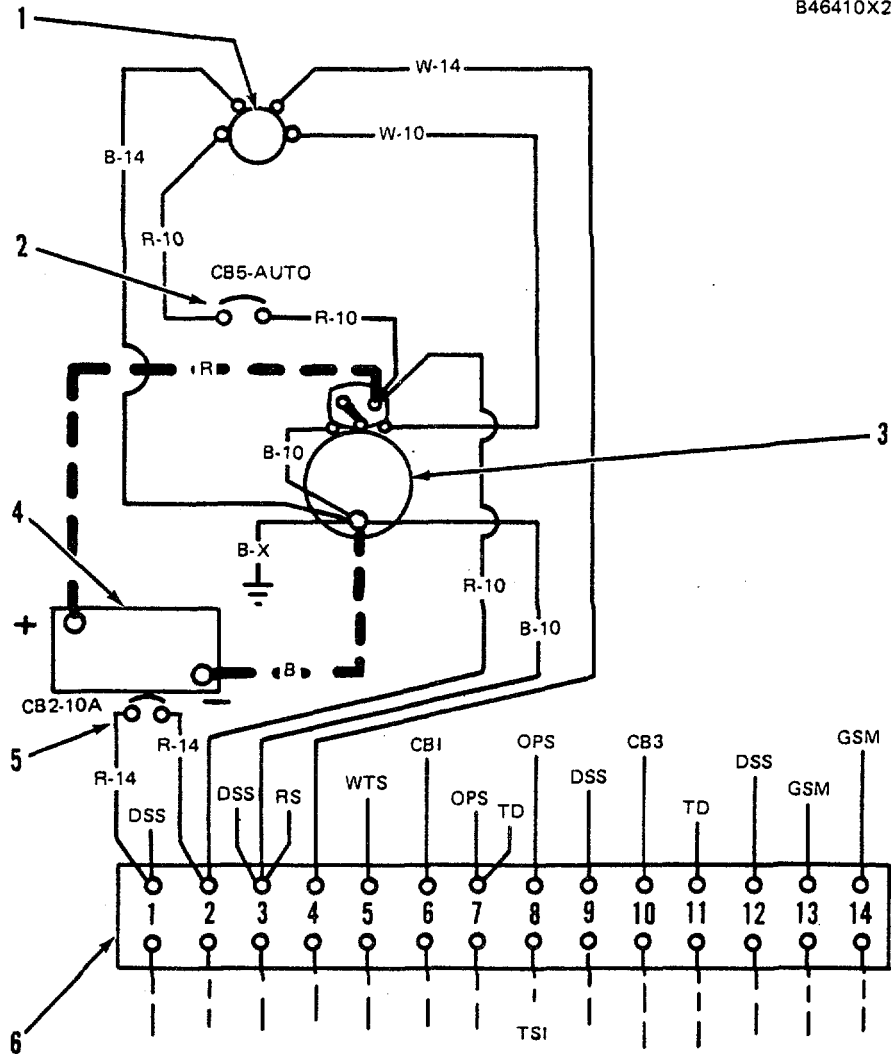 B46410X2
1
W-14
W-10
B-14
R-10
2
CB5-AUTO
R-10
R
3
B-10
4
B-X
R-10
B-10
+
B
CB2-10A
−
5
R-14
R-14
DSS
DSS
RS
WTS
CB1
OPS
TD
OPS
DSS
CB3
TD
DSS
GSM
GSM
1 2 3 4 5 6 7 8 9 10 11 12 13 14
6
TS1